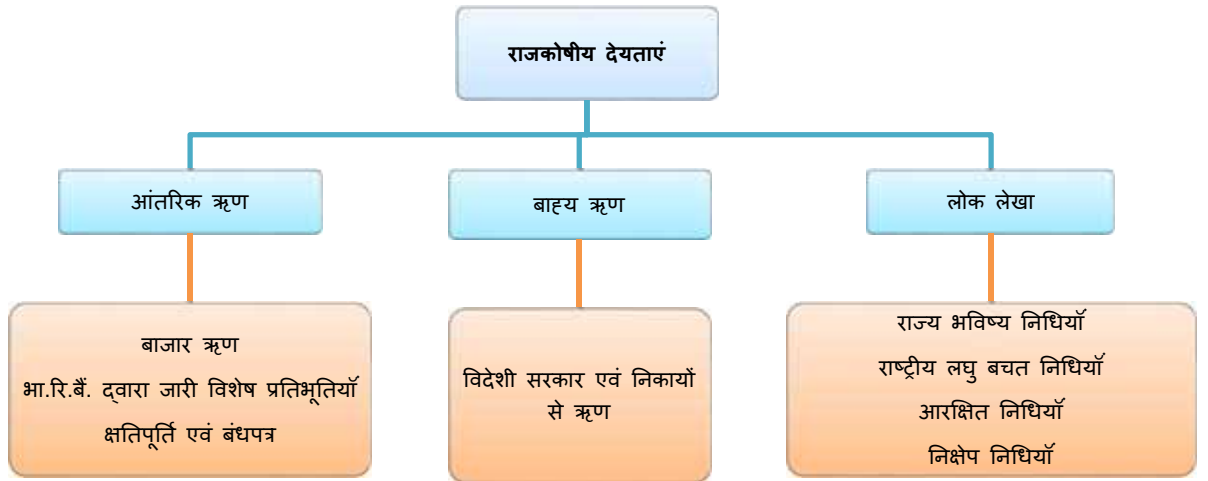 राजकोषीय देयताएं
आंतरिक ऋण
बाह्य ऋण
लोक लेखा
बाजार ऋण
भा.रि.बैं. द्वारा जारी विशेष प्रतिभूतियॉ
क्षतिपूर्ति एवं बंधपत्र
विदेशी सरकार एवं निकायों
से ऋण
राज्य भविष्य निधियॉ
राष्ट्रीय लघु बचत निधियॉ
आरक्षित निधियॉ
निक्षेप निधियॉ